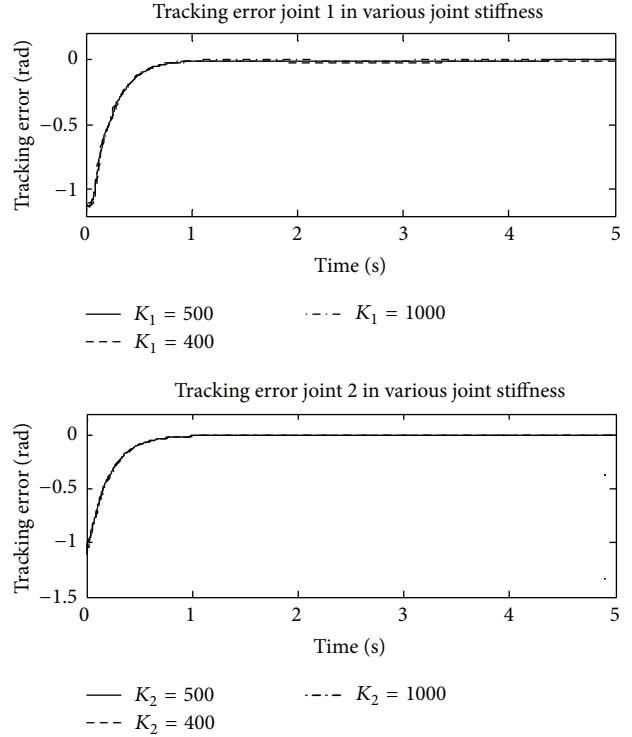 Tracking error joint 1 in various joint stiffness
Tracking error (rad)
0
−0.5
−1
0 1 2 3 4 5
Time (s)
K₁ = 500 K₁ = 1000
K₁ = 400
Tracking error joint 2 in various joint stiffness
Tracking error (rad)
0
−0.5
−1
−1.5
0 1 2 3 4 5
Time (s)
K₂ = 500 K₂ = 1000
K₂ = 400